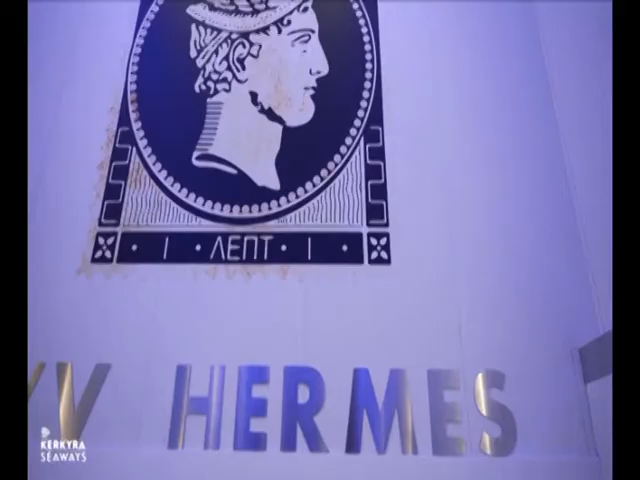 · 1 · ΛΕΠΤ · 1 ·
V HERMES
KERKYRA
SEAWAYS